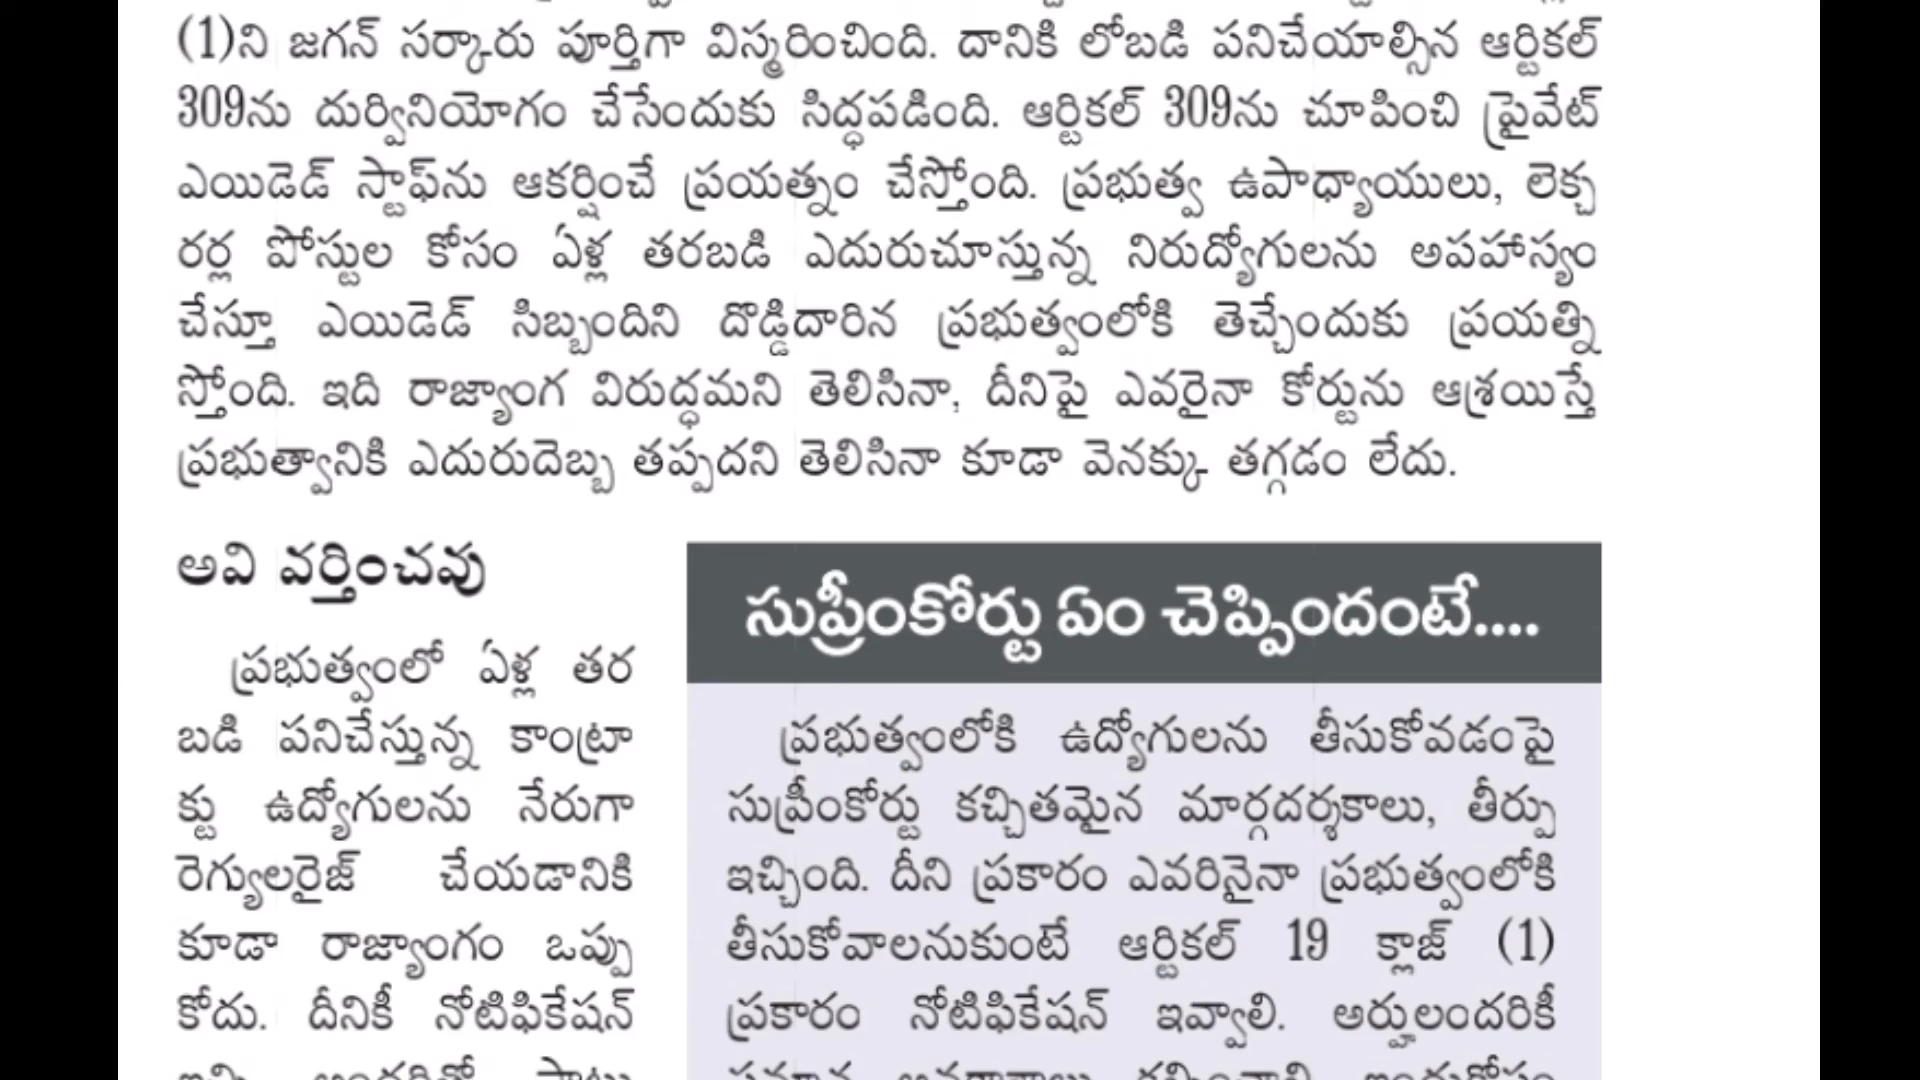 (1)ని జగన్ సర్కారు పూర్తిగా విస్మరించింది. దానికి లోబడి పనిచేయాల్సిన ఆర్టికల్
309ను దుర్వినియోగం చేసేందుకు సిద్ధపడింది. ఆర్టికల్ 309ను చూపించి ప్రైవేట్
ఎయిడెడ్ స్టాఫ్‌ను ఆకర్షించే ప్రయత్నం చేస్తోంది. ప్రభుత్వ ఉపాధ్యాయులు, లెక్చ
రర్ల పోస్టుల కోసం ఏళ్ల తరబడి ఎదురుచూస్తున్న నిరుద్యోగులను అపహాస్యం
చేస్తూ ఎయిడెడ్ సిబ్బందిని దొడ్డిదారిన ప్రభుత్వంలోకి తెచ్చేందుకు ప్రయత్ని
స్తోంది. ఇది రాజ్యాంగ విరుద్ధమని తెలిసినా, దీనిపై ఎవరైనా కోర్టును ఆశ్రయిస్తే
ప్రభుత్వానికి ఎదురుదెబ్బ తప్పదని తెలిసినా కూడా వెనక్కు తగ్గడం లేదు.
అవి వర్తించవు
ప్రభుత్వంలో ఏళ్ల తర
బడి పనిచేస్తున్న కాంట్రా
క్టు ఉద్యోగులను నేరుగా
రెగ్యులరైజ్ చేయడానికి
కూడా రాజ్యాంగం ఒప్పు
కోదు. దీనికీ నోటిఫికేషన్
సుప్రీంకోర్టు ఏం చెప్పిందంటే....
ప్రభుత్వంలోకి ఉద్యోగులను తీసుకోవడంపై
సుప్రీంకోర్టు కచ్చితమైన మార్గదర్శకాలు, తీర్పు
ఇచ్చింది. దీని ప్రకారం ఎవరినైనా ప్రభుత్వంలోకి
తీసుకోవాలనుకుంటే ఆర్టికల్ 19 క్లాజ్ (1)
ప్రకారం నోటిఫికేషన్ ఇవ్వాలి. అర్హులందరికీ